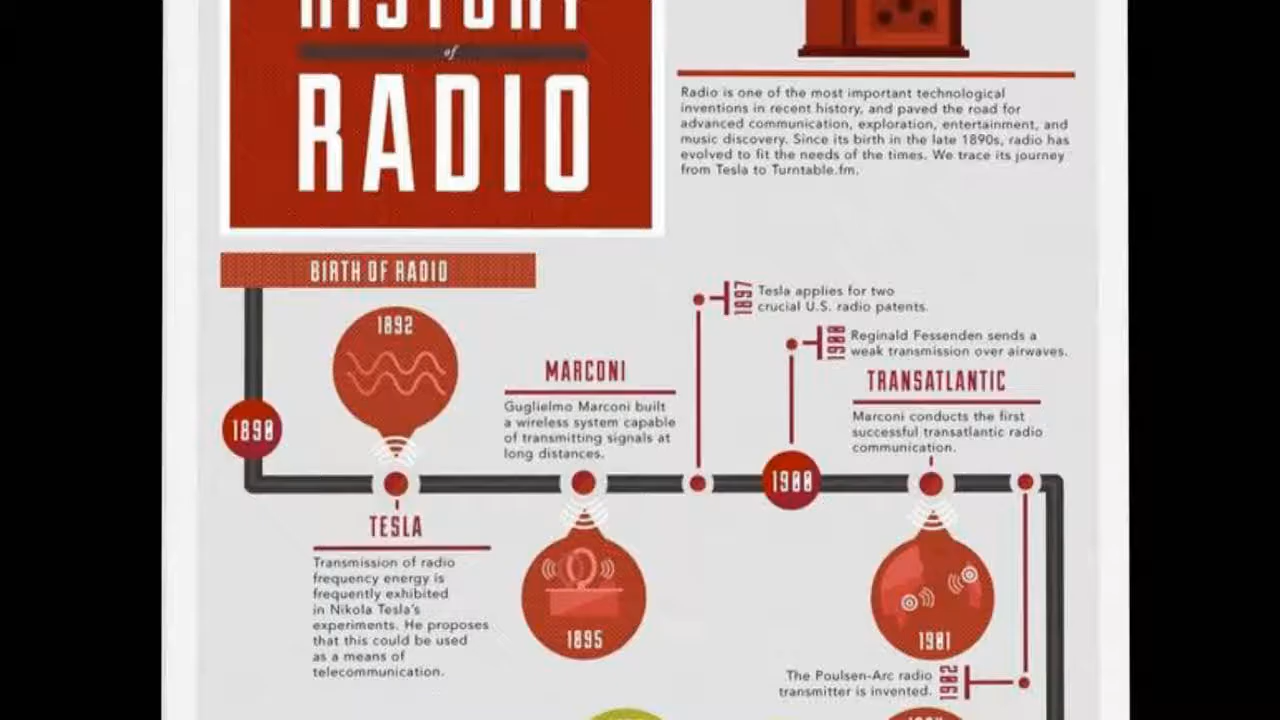 HISTORY
of
RADIO
Radio is one of the most important technological
inventions in recent history, and paved the road for
advanced communication, exploration, entertainment, and
music discovery. Since its birth in the late 1890s, radio has
evolved to fit the needs of the times. We trace its journey
from Tesla to Turntable.fm.
BIRTH OF RADIO
1890
1892
TESLA
Transmission of radio
frequency energy is
frequently exhibited
in Nikola Tesla's
experiments. He proposes
that this could be used
as a means of
telecommunication.
MARCONI
Guglielmo Marconi built
a wireless system capable
of transmitting signals at
long distances.
1895
1897
Tesla applies for two
crucial U.S. radio patents.
1900
Reginald Fessenden sends a
weak transmission over airwaves.
1900
TRANSATLANTIC
Marconi conducts the first
successful transatlantic radio
communication.
1901
The Poulsen-Arc radio
transmitter is invented.
1902